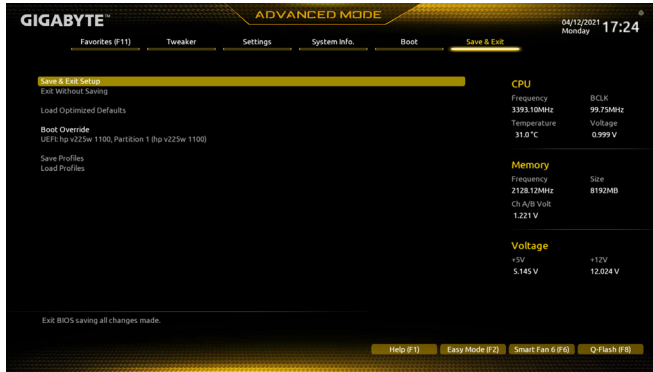 GIGABYTE™
ADVANCED MODE
04/12/2021 Monday 17:24
Favorites (F11) Tweaker Settings System Info. Boot Save & Exit
Save & Exit Setup
Exit Without Saving
Load Optimized Defaults
Boot Override
UEFI: hp v225w 1100, Partition 1 (hp v225w 1100)
Save Profiles
Load Profiles
CPU
Frequency BCLK
3393.10MHz 99.75MHz
Temperature Voltage
31.0 °C 0.999 V
Memory
Frequency Size
2128.12MHz 8192MB
Ch A/B Volt
1.221 V
Voltage
+5V +12V
5.145 V 12.024 V
Exit BIOS saving all changes made.
Help (F1) Easy Mode (F2) Smart Fan 6 (F6) Q-Flash (F8)